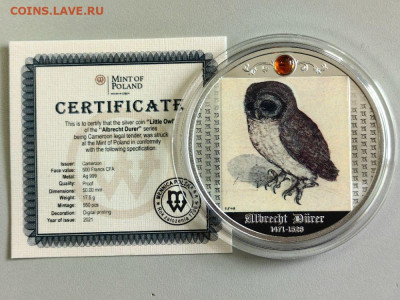 COINS.LAVE.RU
MINT OF
POLAND
CERTIFICATE
This is to certify that the silver coin "Little Owl"
of the "Albrecht Durer" series
being Cameroon legal tender, was struck
at the Mint of Poland in conformity
with the following specification:
Issuer: Cameroon
Face value: 500 Francs CFA
Metal: Ag 999
Quality: Proof
Dimensions: 50.00 mm
Weight: 17.5 g
Mintage: 500 pcs
Decoration: Digital printing
Year of issue: 2021
Albrecht Dürer
1471-1528